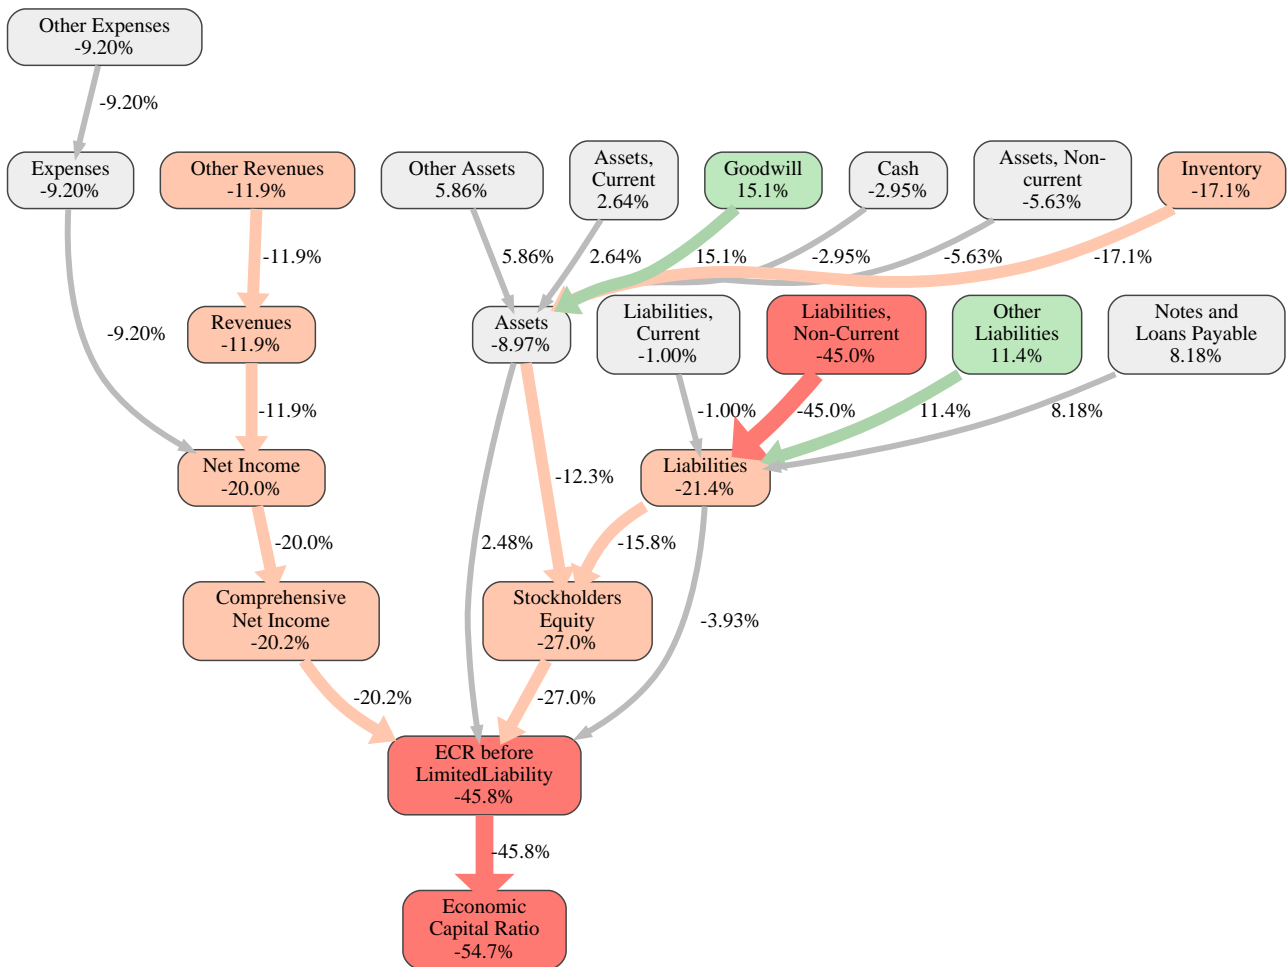 Other Expenses
-9.20%
-9.20%
Expenses
-9.20%
Other Revenues
-11.9%
Other Assets
5.86%
Assets,
Current
2.64%
Goodwill
15.1%
Cash
-2.95%
Assets, Non-
current
-5.63%
Inventory
-17.1%
-11.9%
5.86%
2.64%
15.1%
-2.95%
-5.63%
-17.1%
-9.20%
Revenues
-11.9%
Assets
-8.97%
Liabilities,
Current
-1.00%
Liabilities,
Non-Current
-45.0%
Other
Liabilities
11.4%
Notes and
Loans Payable
8.18%
-11.9%
-1.00%
-45.0%
11.4%
8.18%
Net Income
-20.0%
-12.3%
Liabilities
-21.4%
-20.0%
2.48%
-15.8%
Comprehensive
Net Income
-20.2%
Stockholders
Equity
-27.0%
-3.93%
-20.2%
-27.0%
ECR before
LimitedLiability
-45.8%
-45.8%
Economic
Capital Ratio
-54.7%